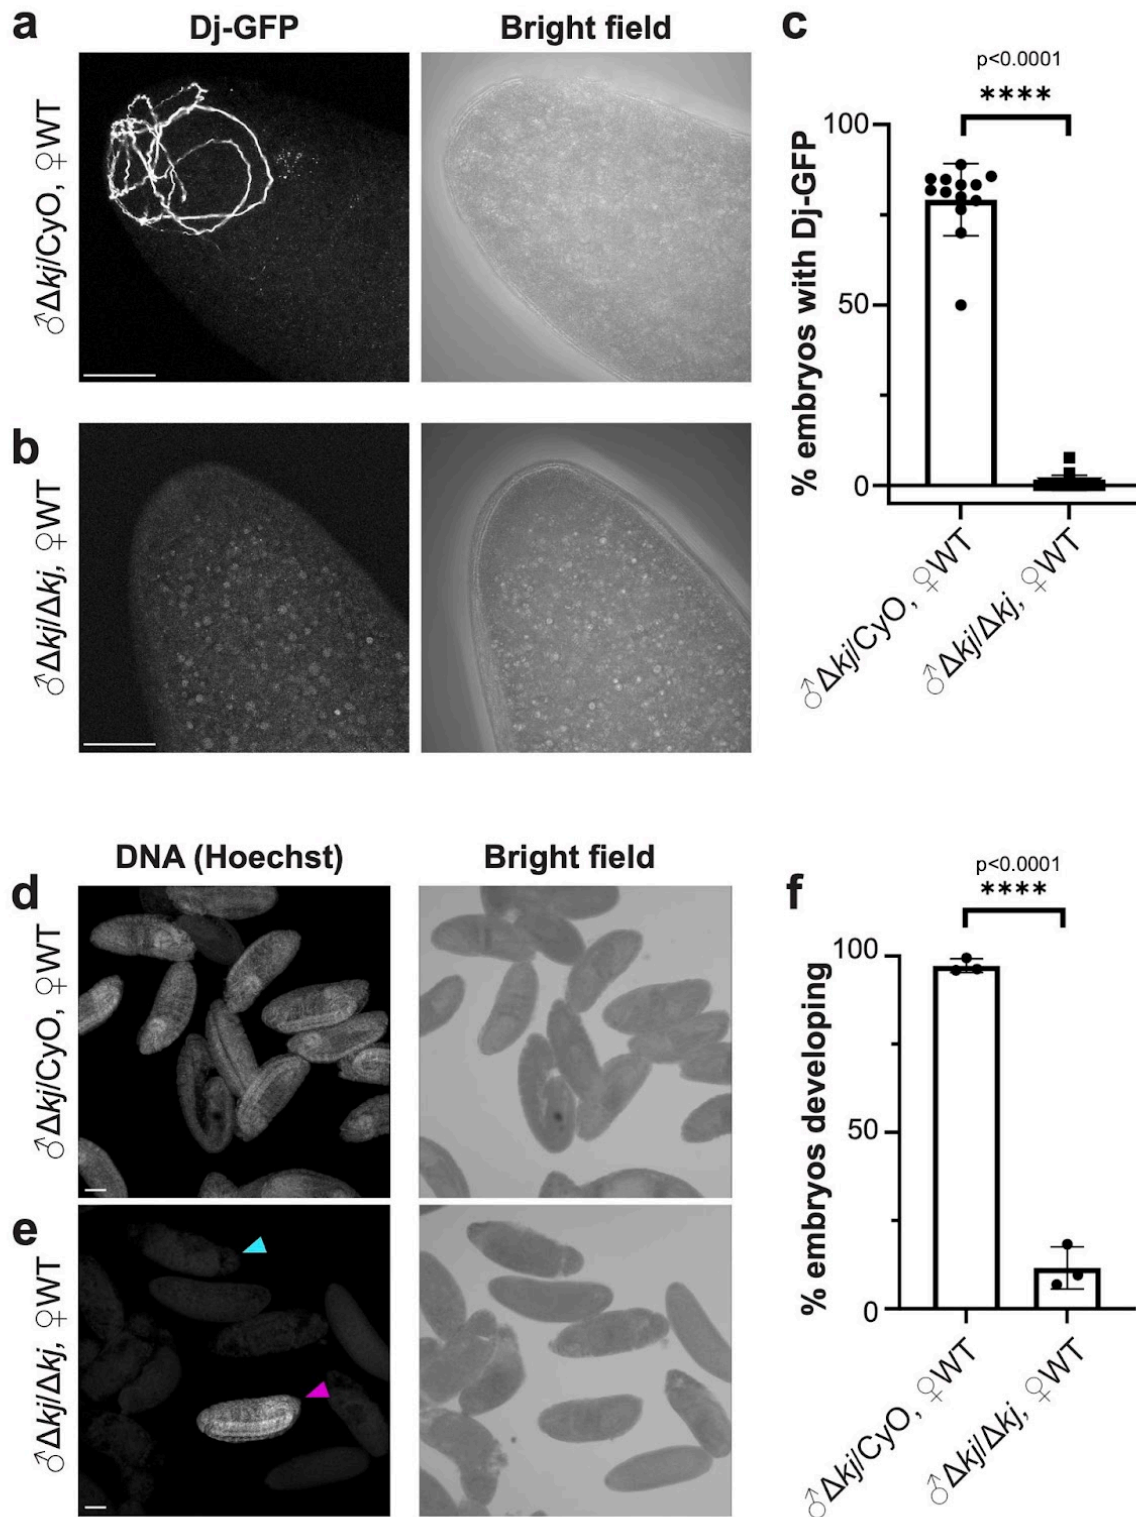 a
Dj-GFP
Bright field
♂Δkj/CyO, ♀WT
b
♂Δkj/Δkj, ♀WT
c
p<0.0001
****
% embryos with Dj-GFP
100
50
0
♂Δkj/CyO, ♀WT
♂Δkj/Δkj, ♀WT
DNA (Hoechst)
Bright field
d
♂Δkj/CyO, ♀WT
e
♂Δkj/Δkj, ♀WT
f
p<0.0001
****
% embryos developing
100
50
0
♂Δkj/CyO, ♀WT
♂Δkj/Δkj, ♀WT